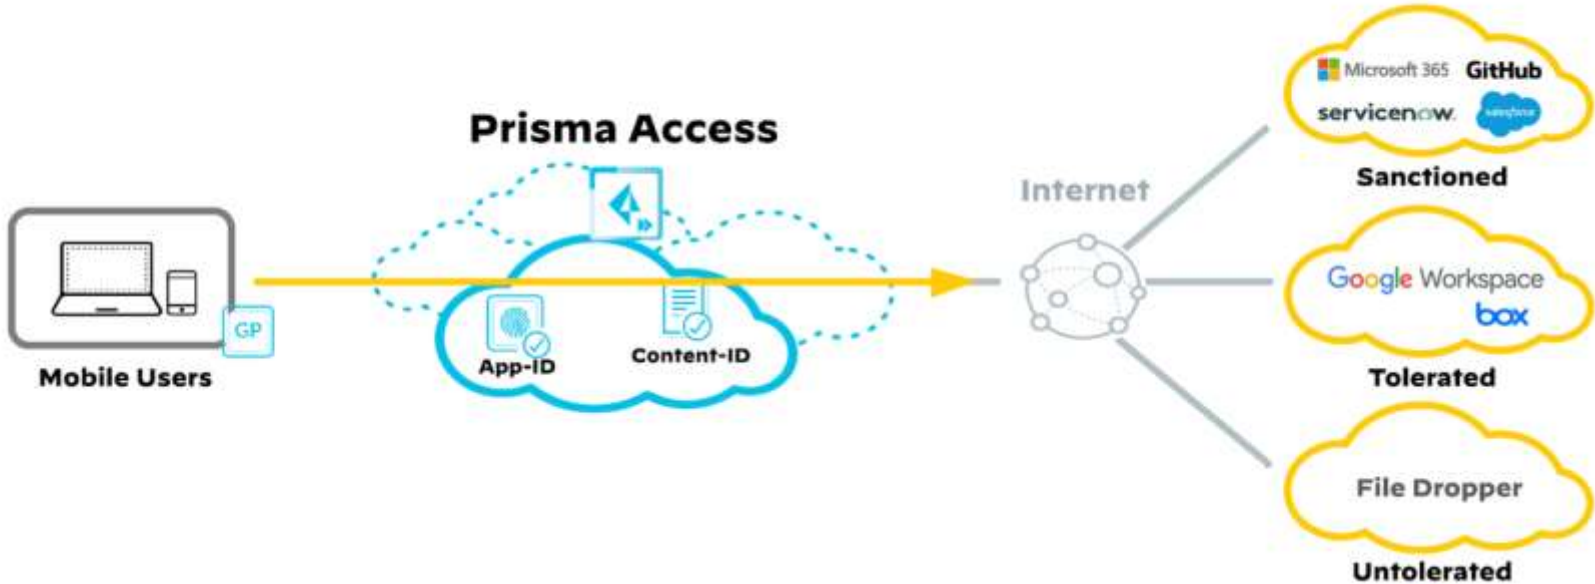 Prisma Access
Mobile Users
GP
App-ID
Content-ID
Internet
Microsoft 365 GitHub
servicenow.
salesforce
Sanctioned
Google Workspace
box
Tolerated
File Dropper
Untolerated